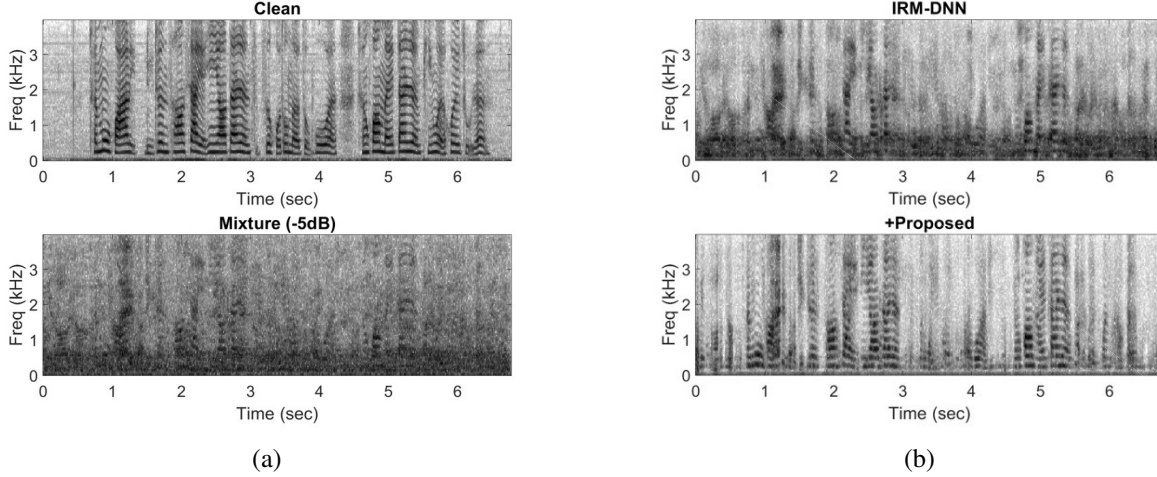 Clean
Freq (kHz)
3
2
1
0
0 1 2 3 4 5 6
Time (sec)
Mixture (-5dB)
Freq (kHz)
3
2
1
0
0 1 2 3 4 5 6
Time (sec)
(a)
IRM-DNN
Freq (kHz)
3
2
1
0
0 1 2 3 4 5 6
Time (sec)
+Proposed
Freq (kHz)
3
2
1
0
0 1 2 3 4 5 6
Time (sec)
(b)